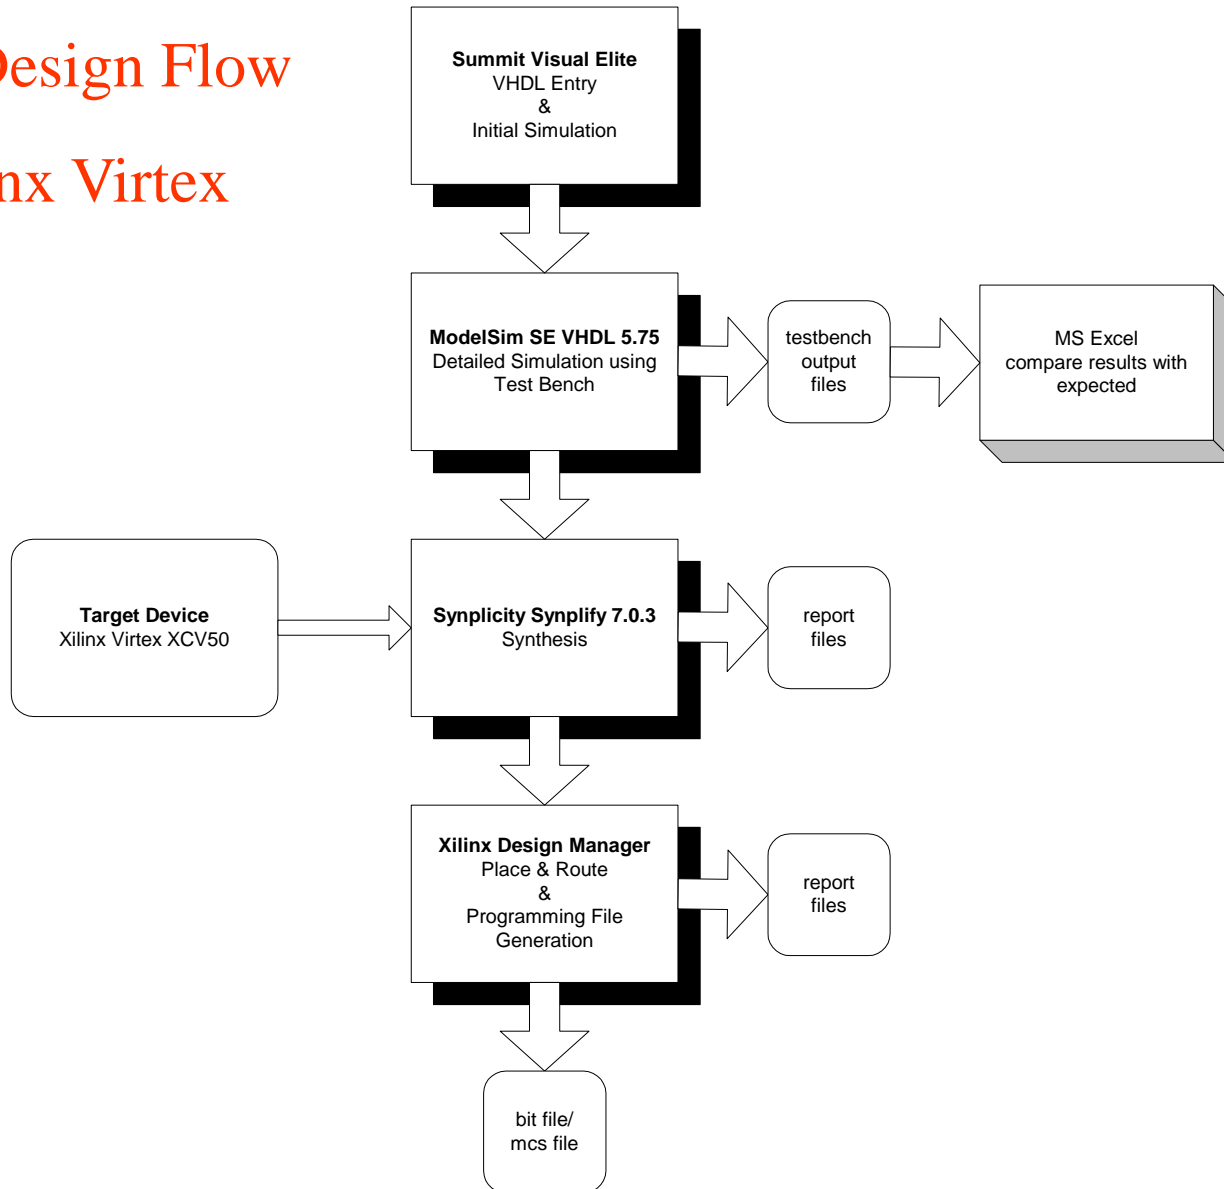 Design Flow
nx Virtex
Summit Visual Elite
VHDL Entry
&
Initial Simulation
ModelSim SE VHDL 5.75
Detailed Simulation using
Test Bench
testbench
output
files
MS Excel
compare results with
expected
Target Device
Xilinx Virtex XCV50
Synplicity Synplify 7.0.3
Synthesis
report
files
Xilinx Design Manager
Place & Route
&
Programming File
Generation
report
files
bit file/
mcs file